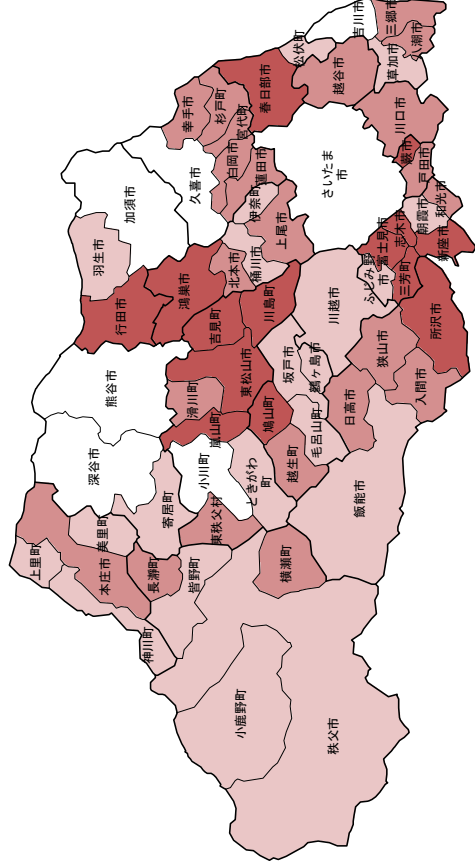 吉川市
三郷市
八潮市
松伏町
草加市
越谷市
川口市
春日部市
杉戸町
幸手市
宮代町
白岡市
蓮田市
久喜市
加須市
羽生市
さいたま
市
蕨市
戸田市
和光市
朝霞市
新座市
志木市
富士見市
ふじみ野
市
三芳町
所沢市
伊奈町
上尾市
桶川市
北本市
鴻巣市
行田市
川島町
吉見町
川越市
狭山市
入間市
坂戸市
鶴ヶ島市
日高市
毛呂山町
越生町
鳩山町
東松山市
滑川町
嵐山町
熊谷市
深谷市
小川町
ときがわ
町
飯能市
寄居町
東秩父村
美里町
上里町
本庄市
長瀞町
皆野町
横瀬町
神川町
小鹿野町
秩父市